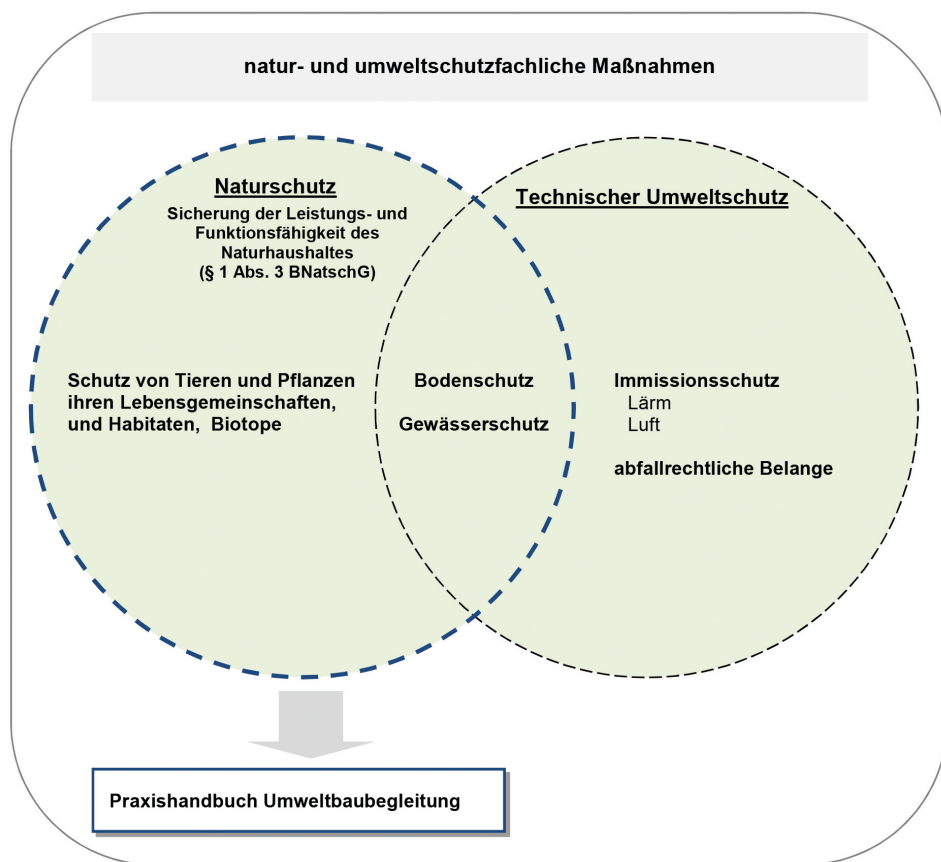 natur- und umweltschutzfachliche Maßnahmen
Naturschutz
Sicherung der Leistungs- und
Funktionsfähigkeit des
Naturhaushaltes
(§ 1 Abs. 3 BNatschG)
Technischer Umweltschutz
Schutz von Tieren und Pflanzen
ihren Lebensgemeinschaften,
und Habitaten, Biotope
Bodenschutz
Gewässerschutz
Immissionsschutz
Lärm
Luft
abfallrechtliche Belange
Praxishandbuch Umweltbaubegleitung